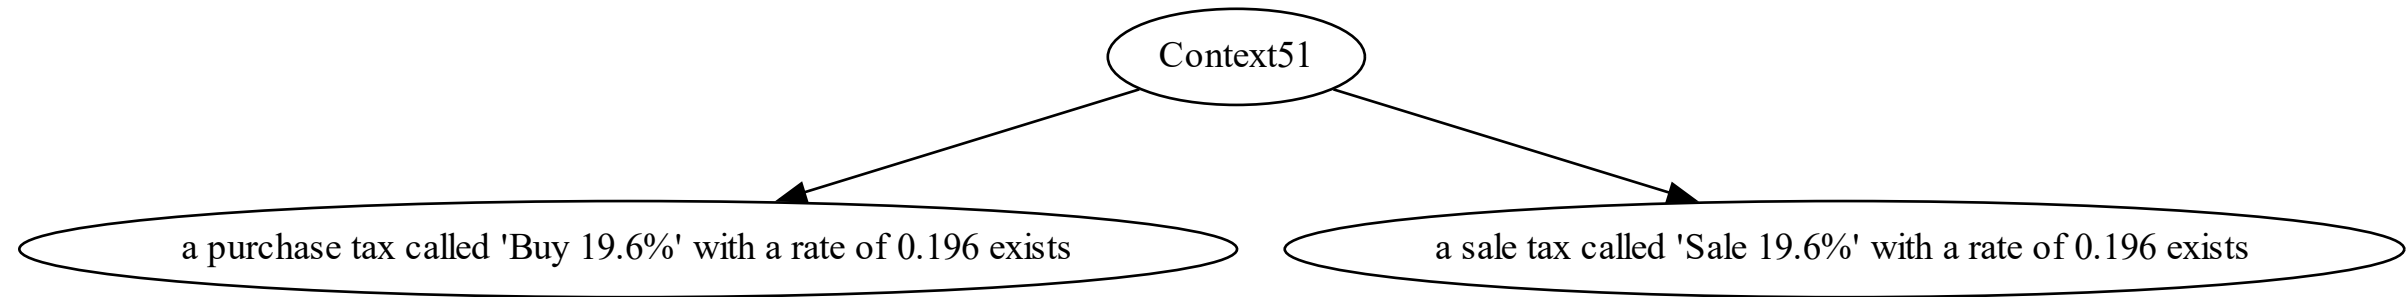 Context51
a purchase tax called 'Buy 19.6%' with a rate of 0.196 exists
a sale tax called 'Sale 19.6%' with a rate of 0.196 exists